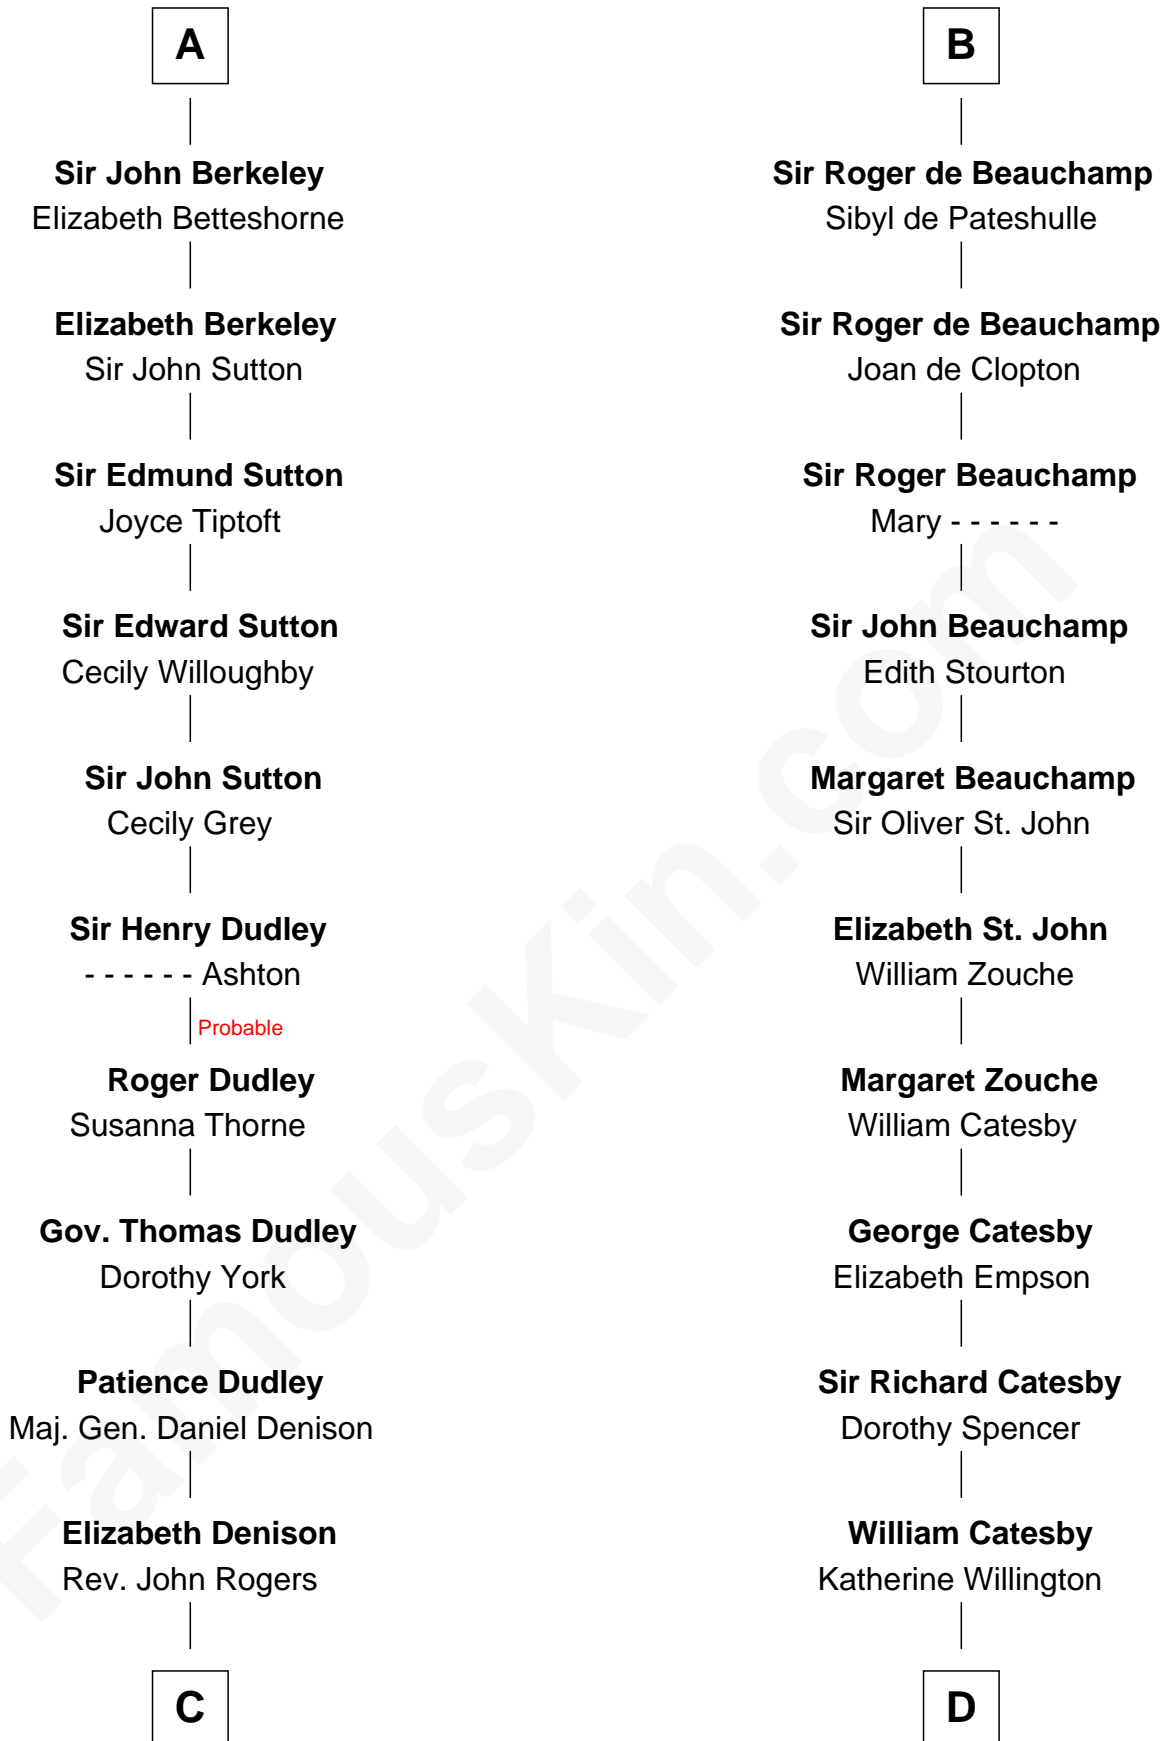 A
Sir John Berkeley
Elizabeth Betteshorne
Elizabeth Berkeley
Sir John Sutton
Sir Edmund Sutton
Joyce Tiptoft
Sir Edward Sutton
Cecily Willoughby
Sir John Sutton
Cecily Grey
Sir Henry Dudley
- - - - - - Ashton
Probable
Roger Dudley
Susanna Thorne
Gov. Thomas Dudley
Dorothy York
Patience Dudley
Maj. Gen. Daniel Denison
Elizabeth Denison
Rev. John Rogers
C
B
Sir Roger de Beauchamp
Sibyl de Pateshulle
Sir Roger de Beauchamp
Joan de Clopton
Sir Roger Beauchamp
Mary - - - - - -
Sir John Beauchamp
Edith Stourton
Margaret Beauchamp
Sir Oliver St. John
Elizabeth St. John
William Zouche
Margaret Zouche
William Catesby
George Catesby
Elizabeth Empson
Sir Richard Catesby
Dorothy Spencer
William Catesby
Katherine Willington
D
FamousKin.com